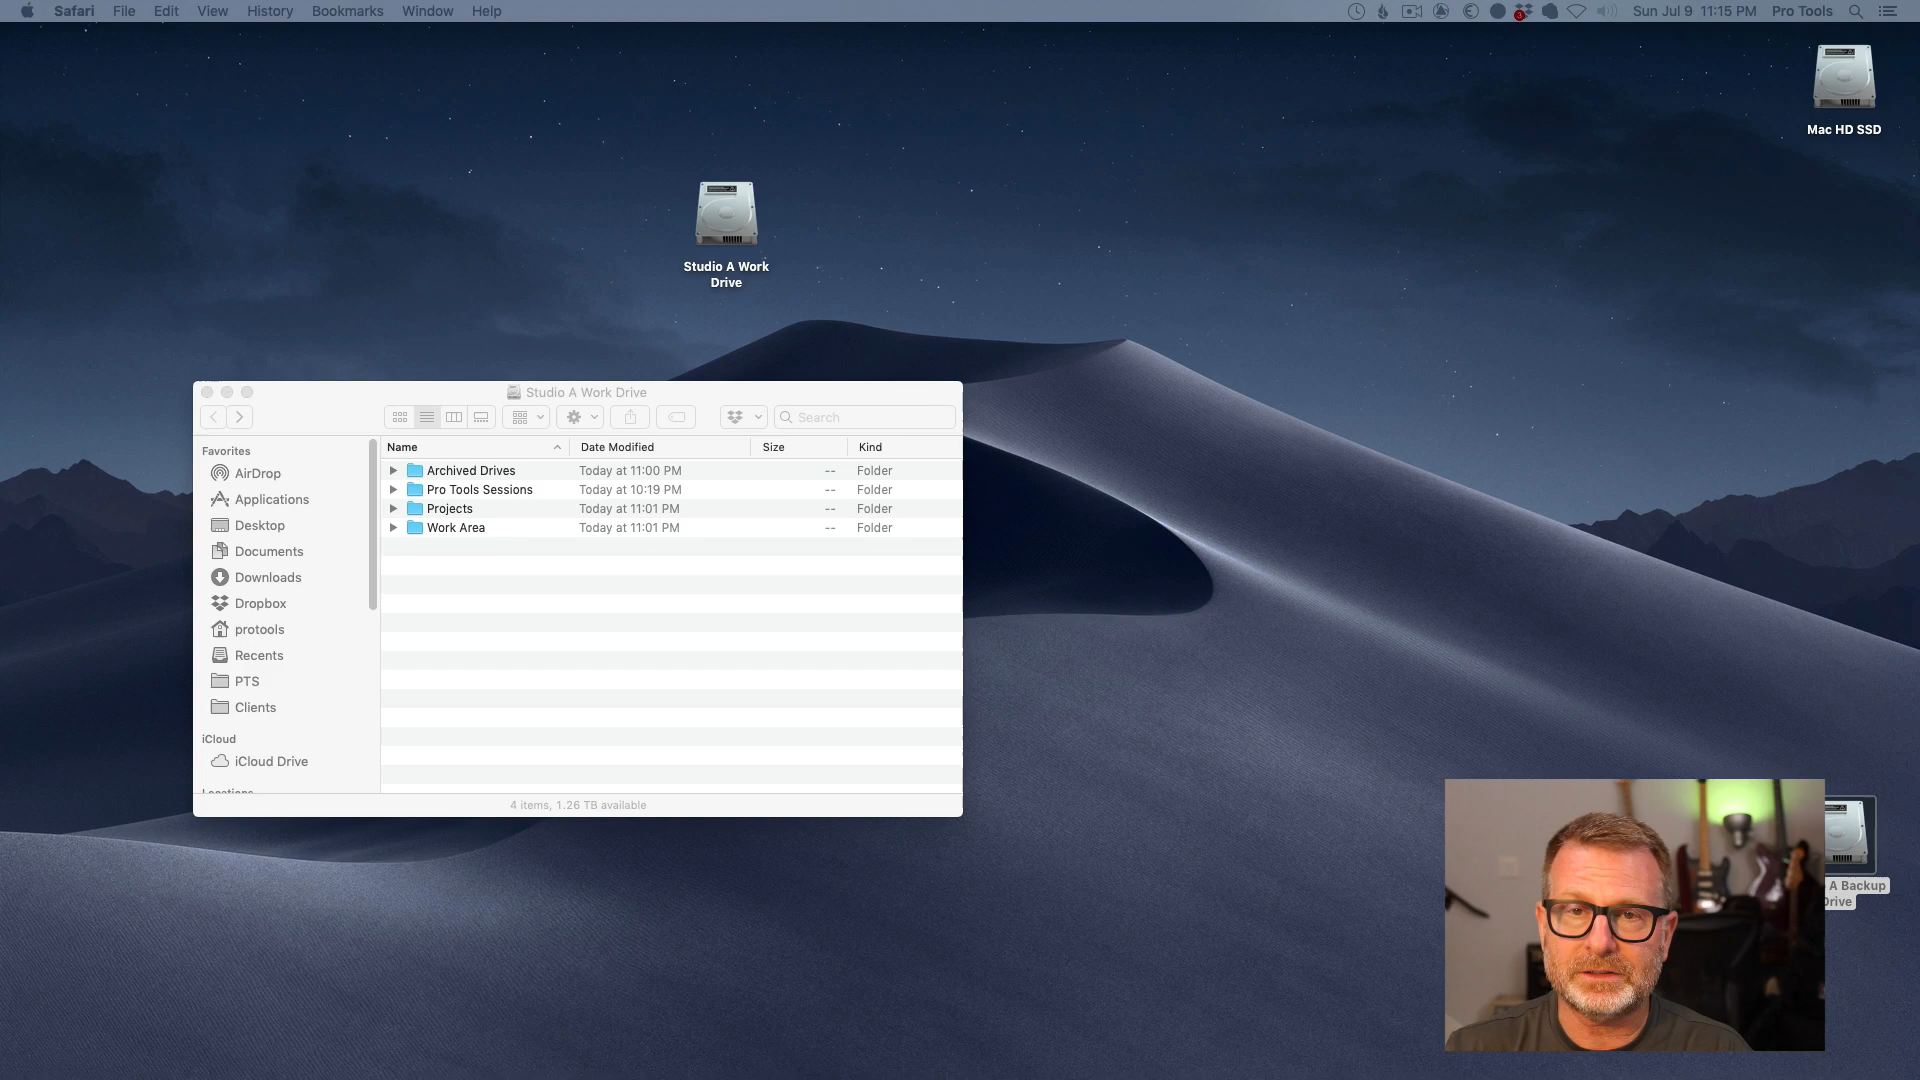 Safari File Edit View History Bookmarks Window Help
3
Sun Jul 9 11:15 PM Pro Tools
Mac HD SSD
Studio A Work
Drive
Studio A Work Drive
Search
Name Date Modified Size Kind
Archived Drives Today at 11:00 PM -- Folder
Pro Tools Sessions Today at 10:19 PM -- Folder
Projects Today at 11:01 PM -- Folder
Work Area Today at 11:01 PM -- Folder
Favorites
AirDrop
Applications
Desktop
Documents
Downloads
Dropbox
protools
Recents
PTS
Clients
iCloud
iCloud Drive
Locations
4 items, 1.26 TB available
A Backup
Drive